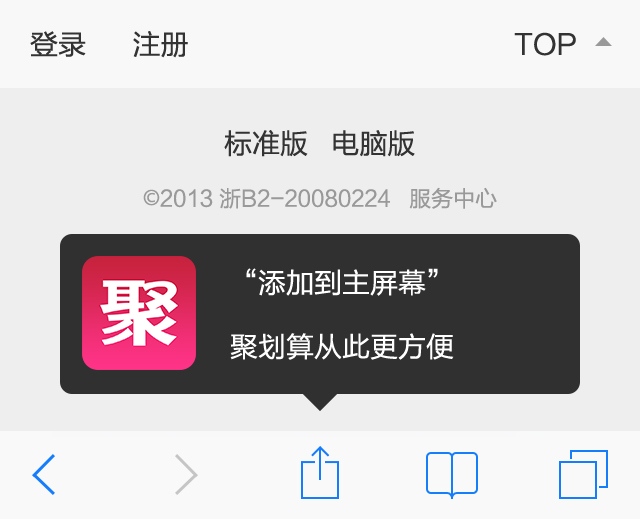 登录 注册 TOP
标准版 电脑版
©2013 浙B2-20080224 服务中心
聚
“添加到主屏幕”
聚划算从此更方便